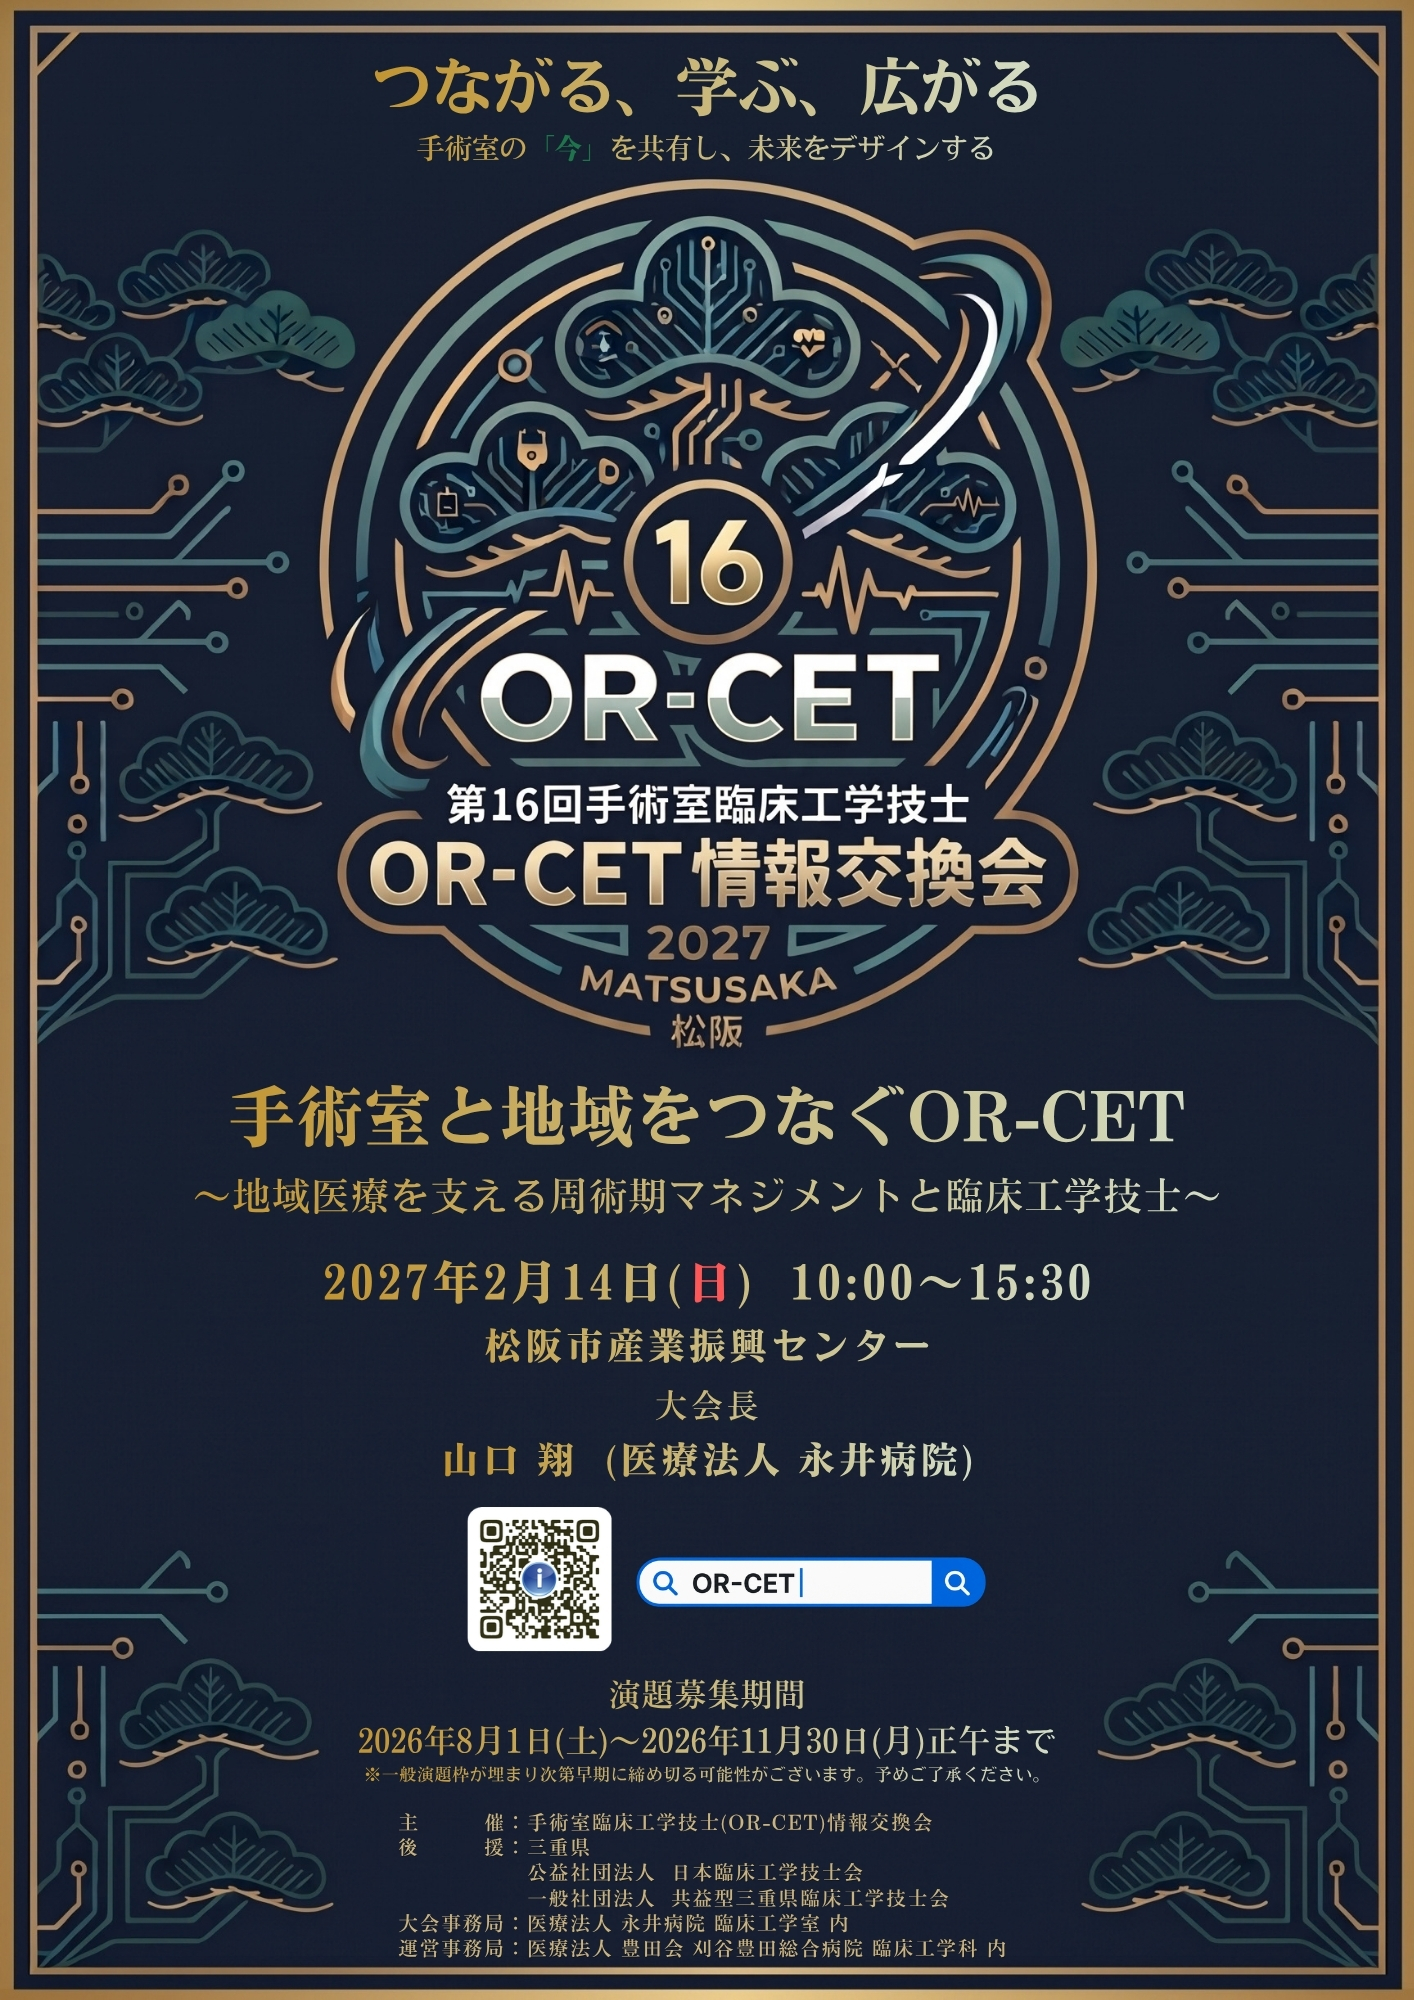 つながる、学ぶ、広がる
手術室の「今」を共有し、未来をデザインする
16
OR-CET
第16回手術室臨床工学技士
OR-CET情報交換会
2027
MATSUSAKA
松阪
手術室と地域をつなぐOR-CET
～地域医療を支える周術期マネジメントと臨床工学技士～
2027年2月14日(日) 10:00～15:30
松阪市産業振興センター
大会長
山口 翔 (医療法人 永井病院)
i
OR-CET
演題募集期間
2026年8月1日(土)～2026年11月30日(月)正午まで
※一般演題枠が埋まり次第早期に締め切る可能性がございます。予めご了承ください。
主催：手術室臨床工学技士(OR-CET)情報交換会
後援：三重県
公益社団法人 日本臨床工学技士会
一般社団法人 共益型三重県臨床工学技士会
大会事務局：医療法人 永井病院 臨床工学室 内
運営事務局：医療法人 豊田会 刈谷豊田総合病院 臨床工学科 内